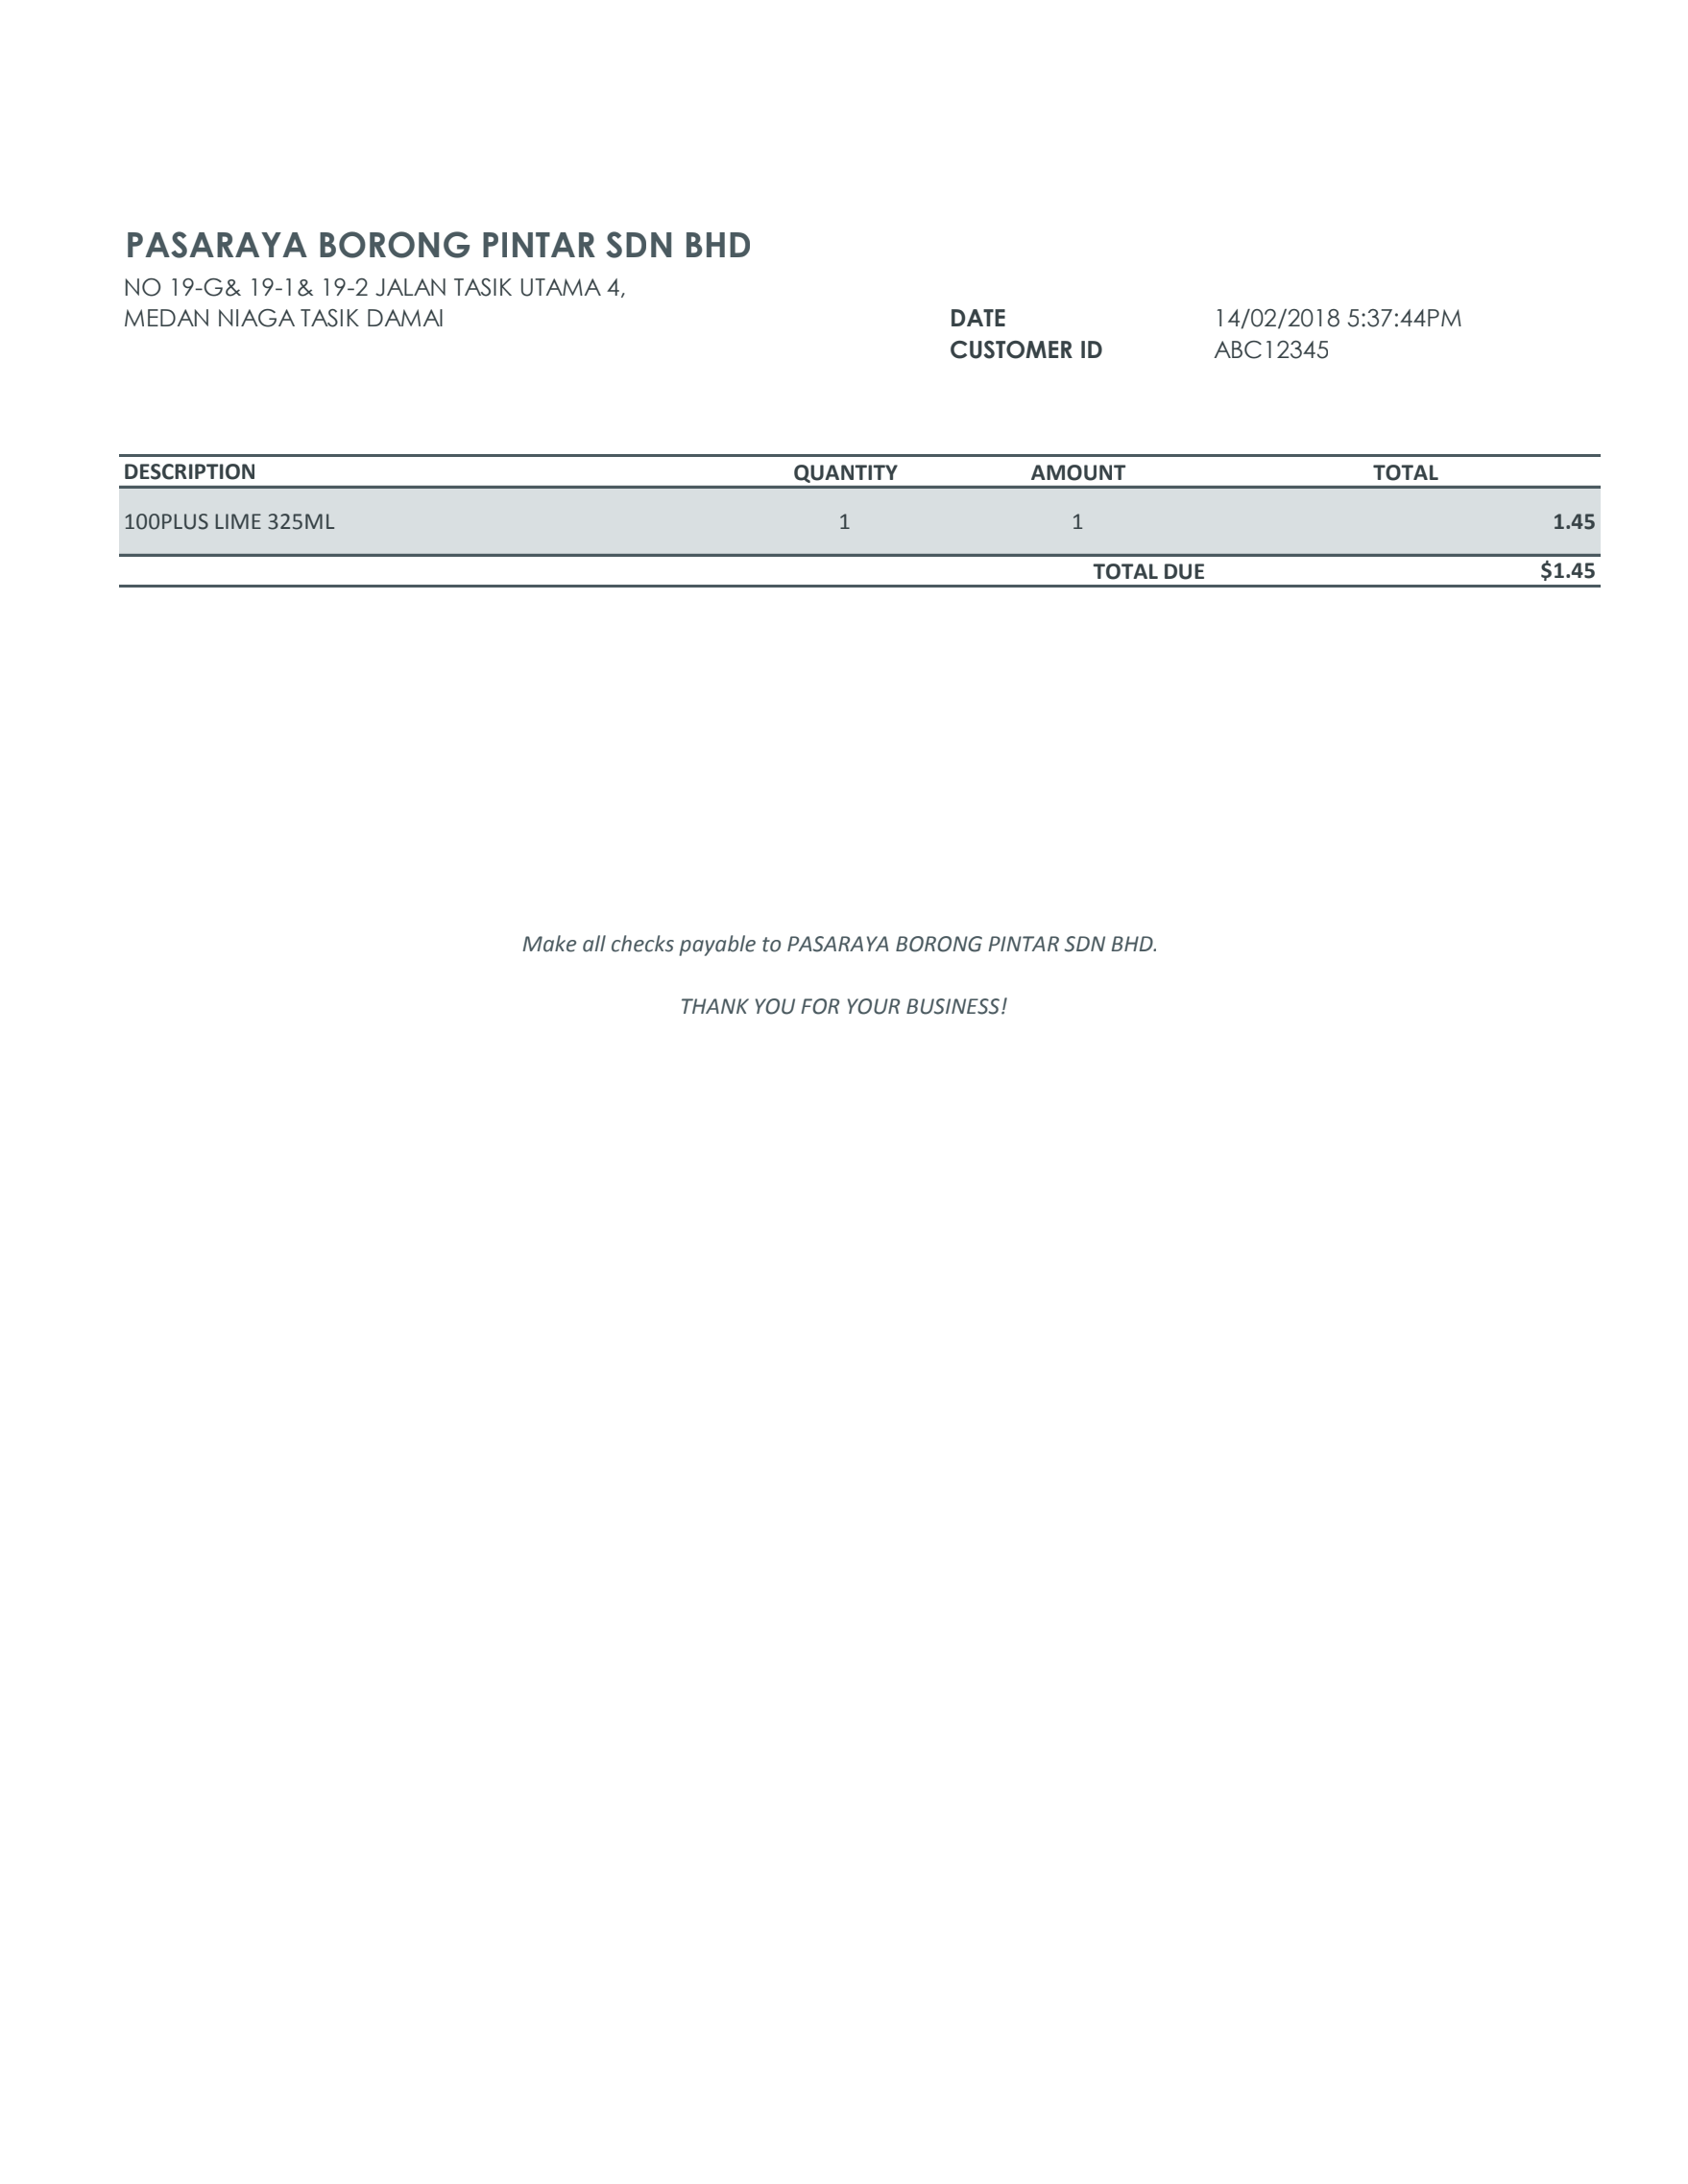 PASARAYA BORONG PINTAR SDN BHD
NO 19-G& 19-1& 19-2 JALAN TASIK UTAMA 4,
MEDAN NIAGA TASIK DAMAI
DATE 14/02/2018 5:37:44PM
CUSTOMER ID ABC12345
DESCRIPTION QUANTITY AMOUNT TOTAL
100PLUS LIME 325ML 1 1 1.45
TOTAL DUE $1.45
Make all checks payable to PASARAYA BORONG PINTAR SDN BHD.
THANK YOU FOR YOUR BUSINESS!